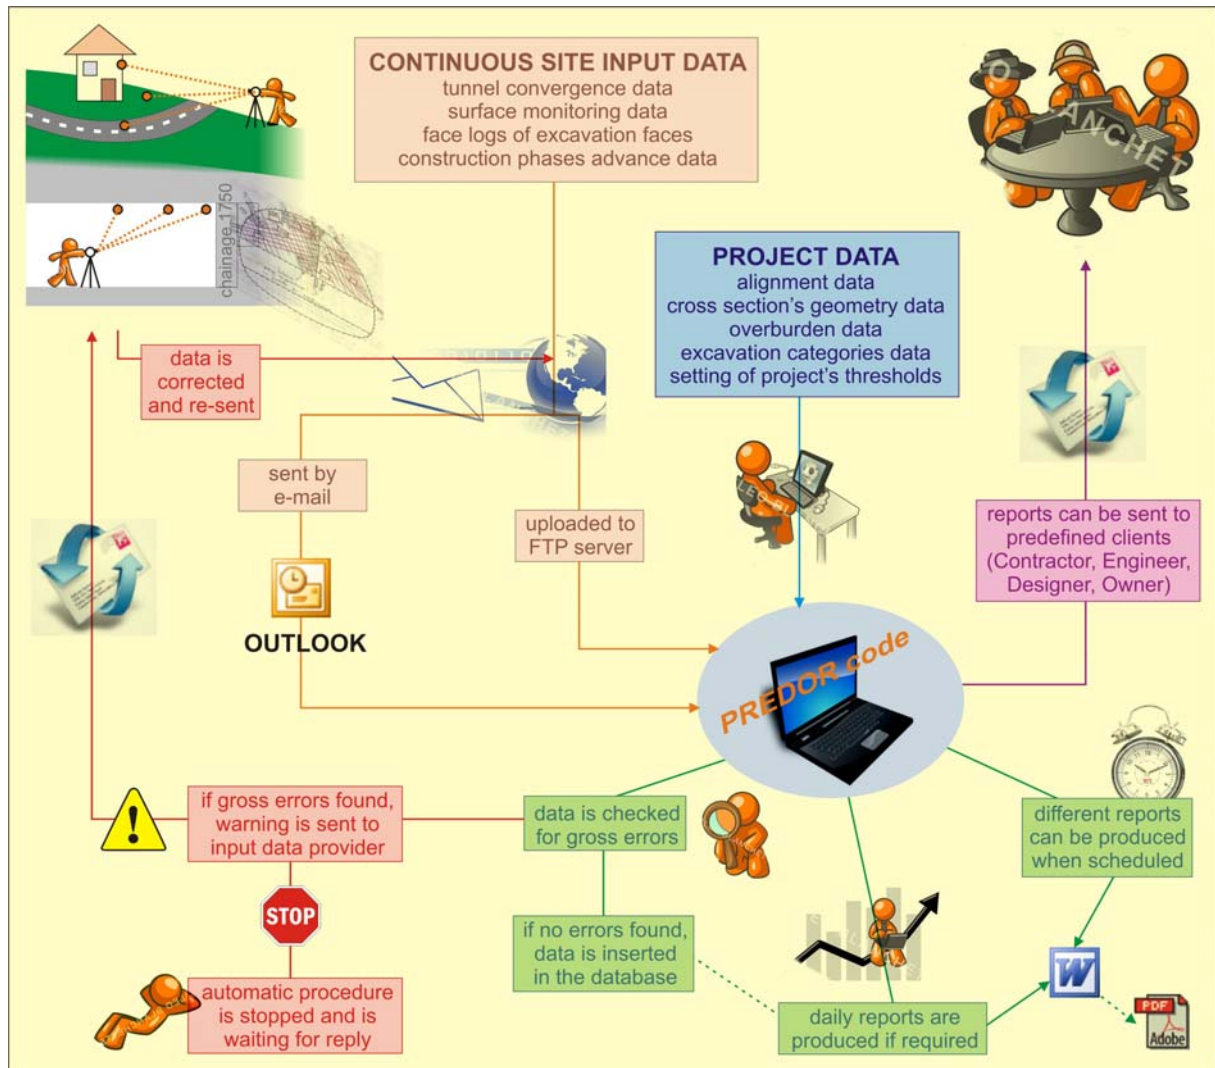 CONTINUOUS SITE INPUT DATA
tunnel convergence data
surface monitoring data
face logs of excavation faces
construction phases advance data
chainage 1750
PROJECT DATA
alignment data
cross section's geometry data
overburden data
excavation categories data
setting of project's thresholds
data is
corrected
and re-sent
sent by
e-mail
uploaded to
FTP server
OUTLOOK
reports can be sent to
predefined clients
(Contractor, Engineer,
Designer, Owner)
PREDOR code
if gross errors found,
warning is sent to
input data provider
data is checked
for gross errors
different reports
can be produced
when scheduled
STOP
if no errors found,
data is inserted
in the database
automatic procedure
is stopped and is
waiting for reply
daily reports are
produced if required
W
PDF
Adobe